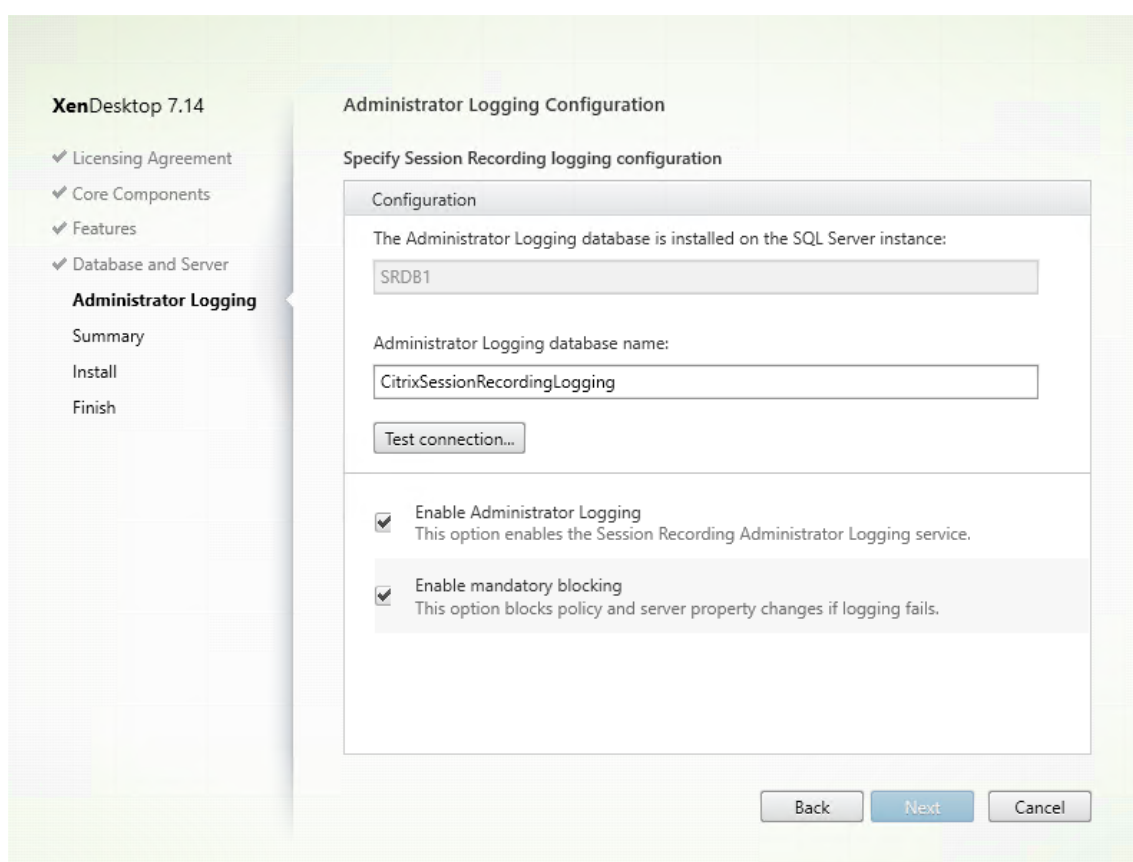 XenDesktop 7.14
Licensing Agreement
Core Components
Features
Database and Server
Administrator Logging
Summary
Install
Finish
Administrator Logging Configuration
Specify Session Recording logging configuration
Configuration
The Administrator Logging database is installed on the SQL Server instance:
SRDB1
Administrator Logging database name:
CitrixSessionRecordingLogging
Test connection...
Enable Administrator Logging
This option enables the Session Recording Administrator Logging service.
Enable mandatory blocking
This option blocks policy and server property changes if logging fails.
Back
Next
Cancel